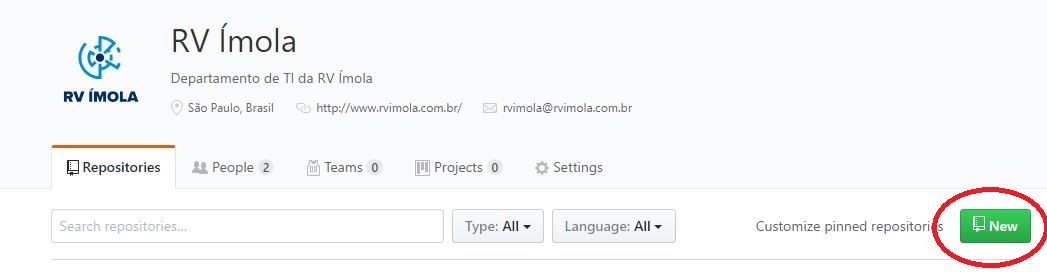 RV Ímola
Departamento de TI da RV Ímola
RV ÍMOLA
São Paulo, Brasil http://www.rvimola.com.br/ rvimola@rvimola.com.br
Repositories People 2 Teams 0 Projects 0 Settings
Search repositories... Type: All Language: All Customize pinned repositories New